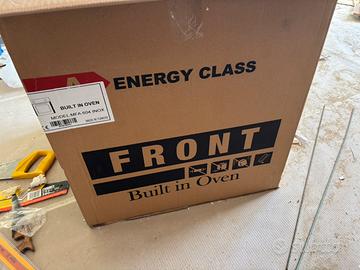 A ENERGY CLASS
BUILT IN OVEN
MODEL:MFA-604 INOX
FRONT
Built in Oven